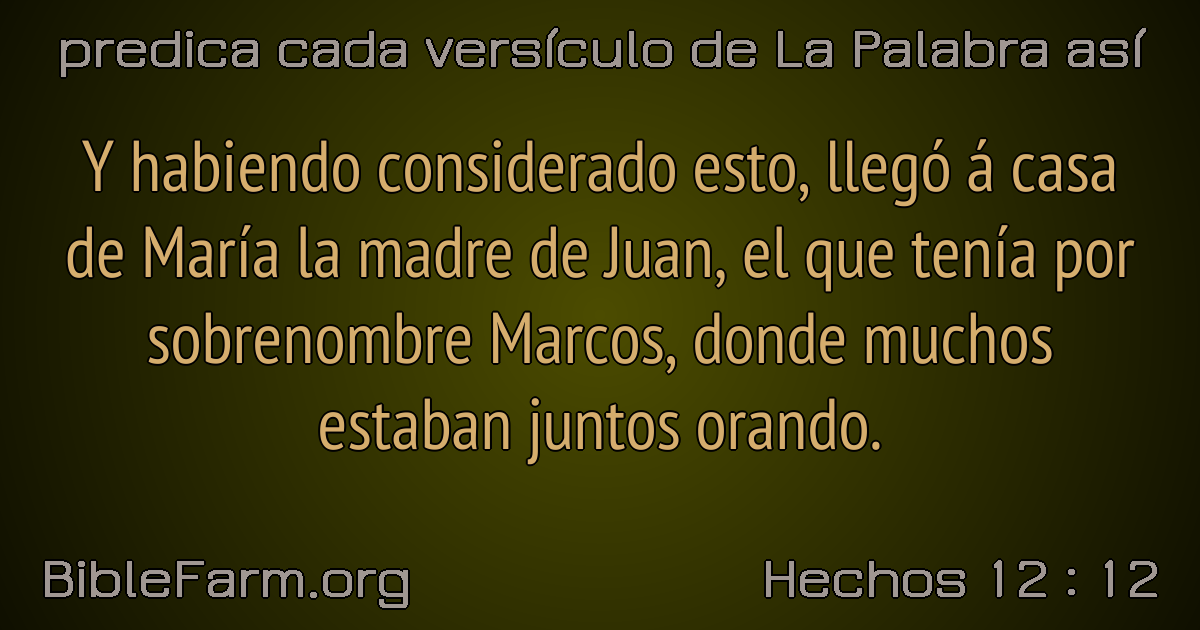 predica cada versículo de La Palabra así
Y habiendo considerado esto, llegó á casa
de María la madre de Juan, el que tenía por
sobrenombre Marcos, donde muchos
estaban juntos orando.
BibleFarm.org
Hechos 12 : 12